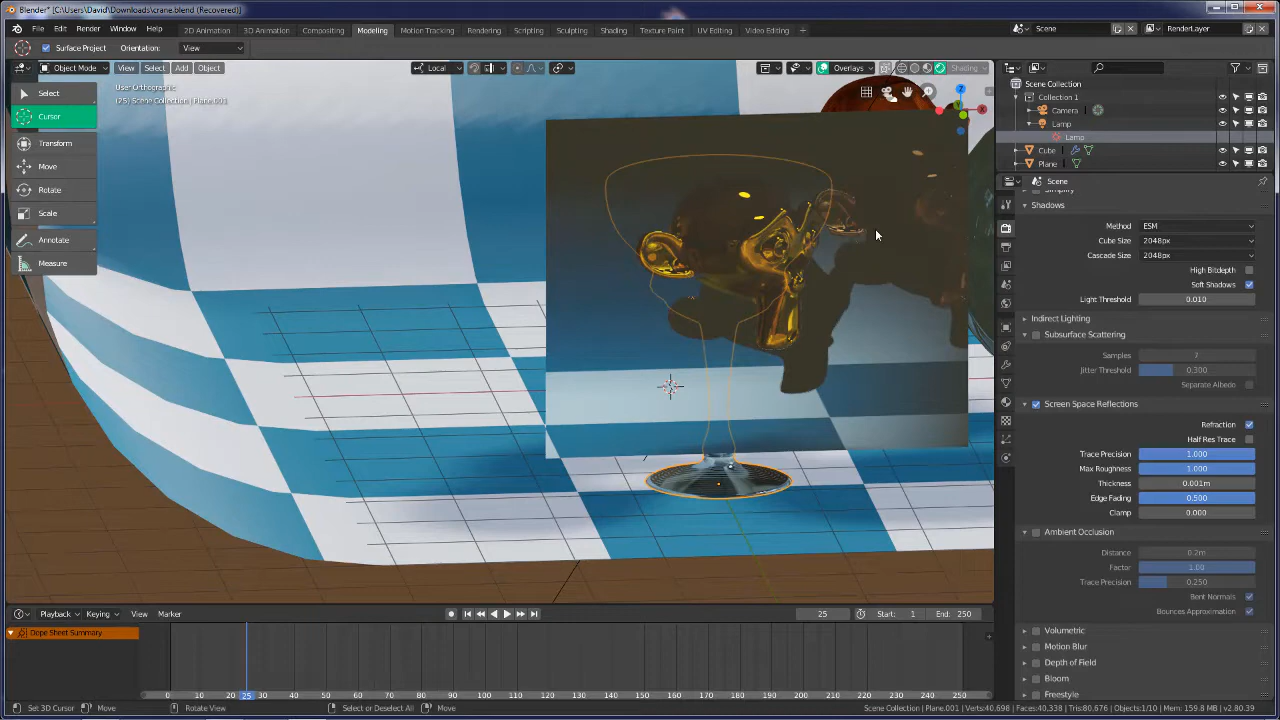 Blender* [C:\Users\David\Downloads\crane.blend (Recovered)]
File Edit Render Window Help 2D Animation 3D Animation Compositing Modeling Motion Tracking Rendering Scripting Sculpting Shading Texture Paint UV Editing Video Editing + Scene RenderLayer
Surface Project Orientation: View
Object Mode View Select Add Object Local Overlays Shading
User Orthographic
(25) Scene Collection | Plane.001
Select
Cursor
Transform
Move
Rotate
Scale
Annotate
Measure
Scene Collection
Collection 1
Camera
Lamp
Lamp
Cube
Plane
Scene
Simplify
Shadows
Method ESM
Cube Size 2048px
Cascade Size 2048px
High Bitdepth
Soft Shadows
Light Threshold 0.010
Indirect Lighting
Subsurface Scattering
Samples 7
Jitter Threshold 0.300
Separate Albedo
Screen Space Reflections
Refraction
Half Res Trace
Trace Precision 1.000
Max Roughness 1.000
Thickness 0.001m
Edge Fading 0.500
Clamp 0.000
Ambient Occlusion
Distance 0.2m
Factor 1.00
Trace Precision 0.250
Bent Normals
Bounces Approximation
Volumetric
Motion Blur
Depth of Field
Bloom
Freestyle
Playback Keying View Marker 25 Start: 1 End: 250
Dope Sheet Summary
0 10 20 25 30 40 50 60 70 80 90 100 110 120 130 140 150 160 170 180 190 200 210 220 230 240 250
Set 3D Cursor Move Rotate View Select or Deselect All Move Scene Collection | Plane.001 | Verts:40,698 | Faces:40,338 | Tris:80,676 | Objects:1/10 | Mem: 159.8 MB | v2.80.39